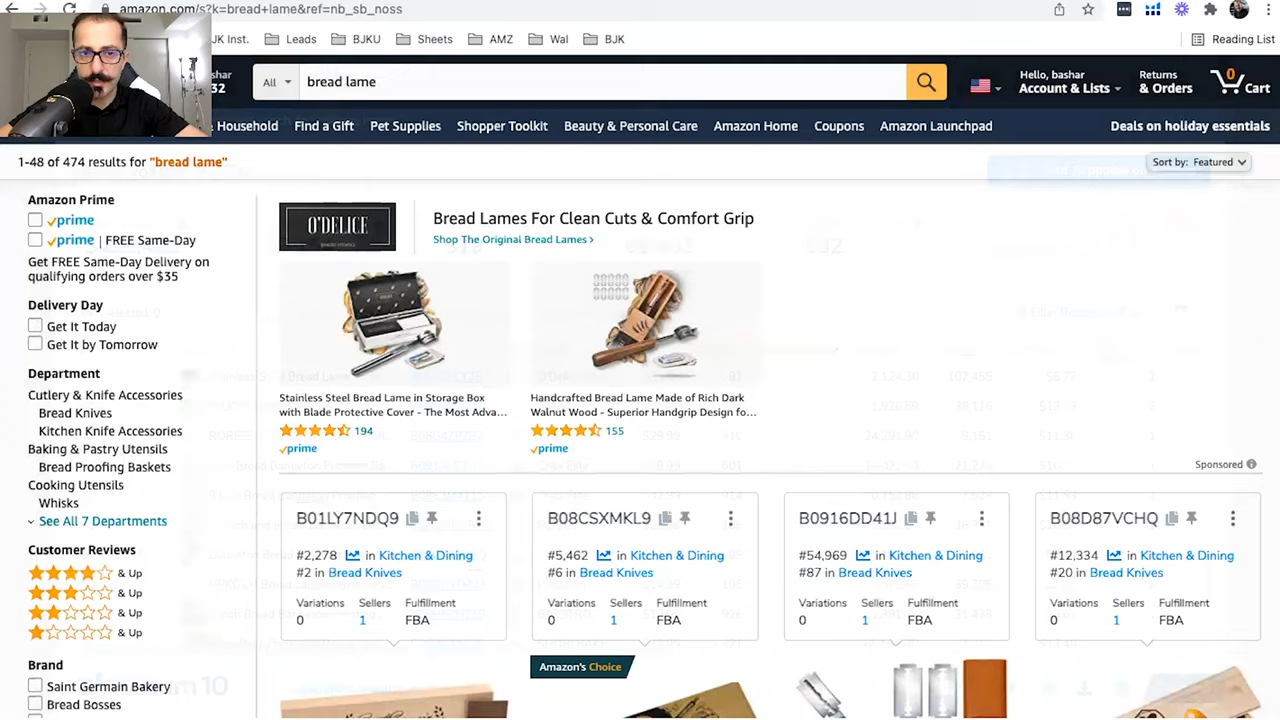 amazon.com/s?k=bread+lame&ref=nb_sb_noss
JK Inst.
Leads
BJKU
Sheets
AMZ
Wal
BJK
Reading List
bashar
32
All
bread lame
Hello, bashar
Account & Lists
Returns
& Orders
0
Cart
& Household
Find a Gift
Pet Supplies
Shopper Toolkit
Beauty & Personal Care
Amazon Home
Coupons
Amazon Launchpad
Deals on holiday essentials
1-48 of 474 results for "bread lame"
Sort by: Featured
Amazon Prime
prime
prime | FREE Same-Day
Get FREE Same-Day Delivery on
qualifying orders over $35
Delivery Day
Get It Today
Get It by Tomorrow
Department
Cutlery & Knife Accessories
Bread Knives
Kitchen Knife Accessories
Baking & Pastry Utensils
Bread Proofing Baskets
Cooking Utensils
Whisks
See All 7 Departments
Customer Reviews
& Up
& Up
& Up
& Up
Brand
Saint Germain Bakery
Bread Bosses
O'DELICE
Bread Lames For Clean Cuts & Comfort Grip
Shop The Original Bread Lames >
Stainless Steel Bread Lame in Storage Box
with Blade Protective Cover - The Most Adva...
194
prime
Handcrafted Bread Lame Made of Rich Dark
Walnut Wood - Superior Handgrip Design fo...
155
prime
Sponsored
B01LY7NDQ9
#2,278 in Kitchen & Dining
#2 in Bread Knives
Variations Sellers Fulfillment
0 1 FBA
B08CSXMKL9
#5,462 in Kitchen & Dining
#6 in Bread Knives
Variations Sellers Fulfillment
0 1 FBA
B0916DD41J
#54,969 in Kitchen & Dining
#87 in Bread Knives
Variations Sellers Fulfillment
0 1 FBA
B08D87VCHQ
#12,334 in Kitchen & Dining
#20 in Bread Knives
Variations Sellers Fulfillment
0 1 FBA
Amazon's Choice